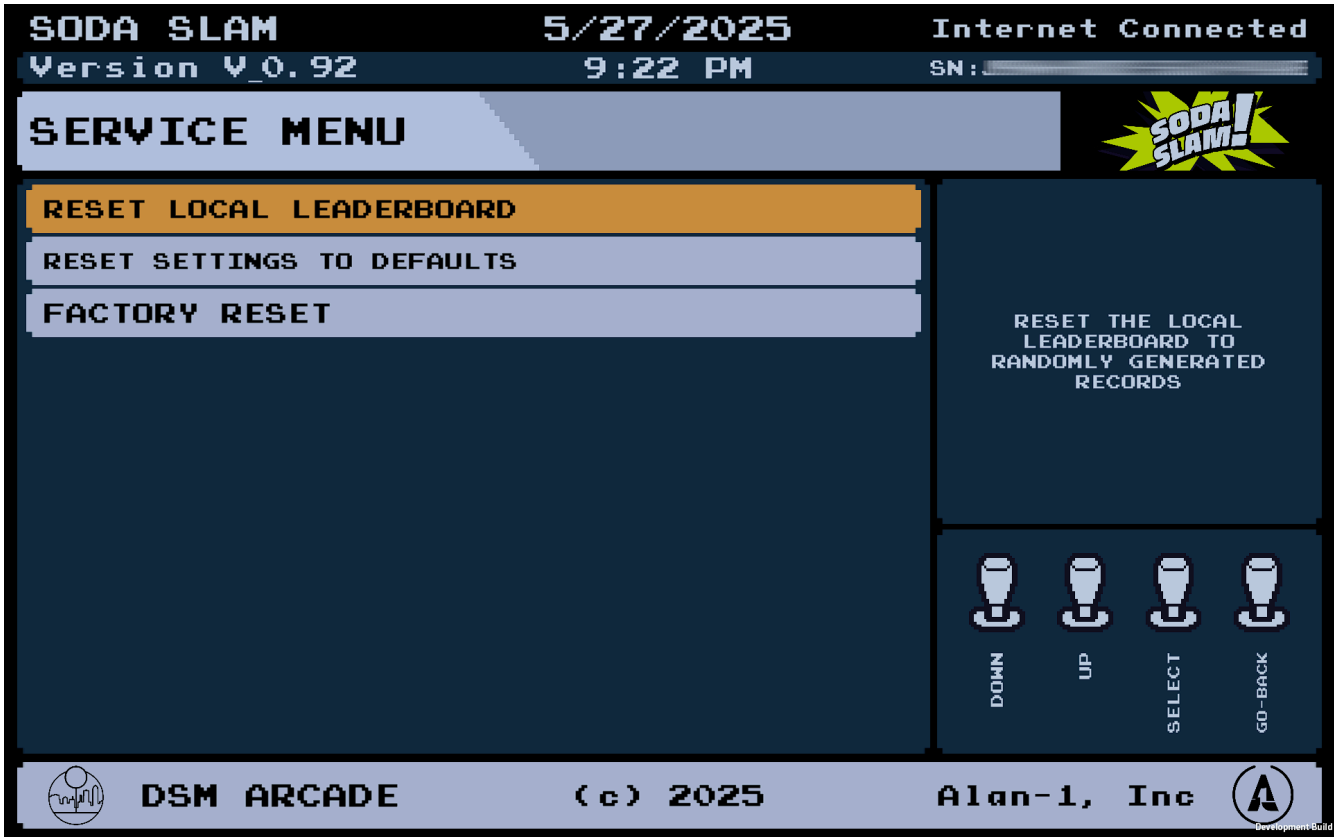 SODA SLAM
5/27/2025
Internet Connected
Version V_0.92
9:22 PM
SN:
SERVICE MENU
SODA
SLAM!
RESET LOCAL LEADERBOARD
RESET SETTINGS TO DEFAULTS
FACTORY RESET
RESET THE LOCAL
LEADERBOARD TO
RANDOMLY GENERATED
RECORDS
DOWN
UP
SELECT
GO-BACK
DSM ARCADE
(c) 2025
Alan-1, Inc
Development Build